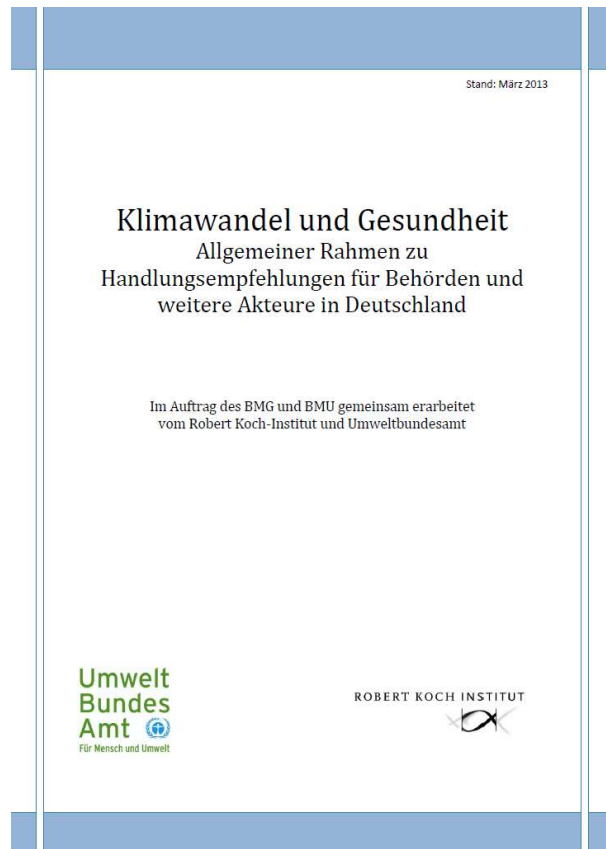 Stand: März 2013
Klimawandel und Gesundheit
Allgemeiner Rahmen zu
Handlungsempfehlungen für Behörden und
weitere Akteure in Deutschland
Im Auftrag des BMG und BMU gemeinsam erarbeitet
vom Robert Koch-Institut und Umweltbundesamt
Umwelt
Bundes
Amt
Für Mensch und Umwelt
ROBERT KOCH INSTITUT